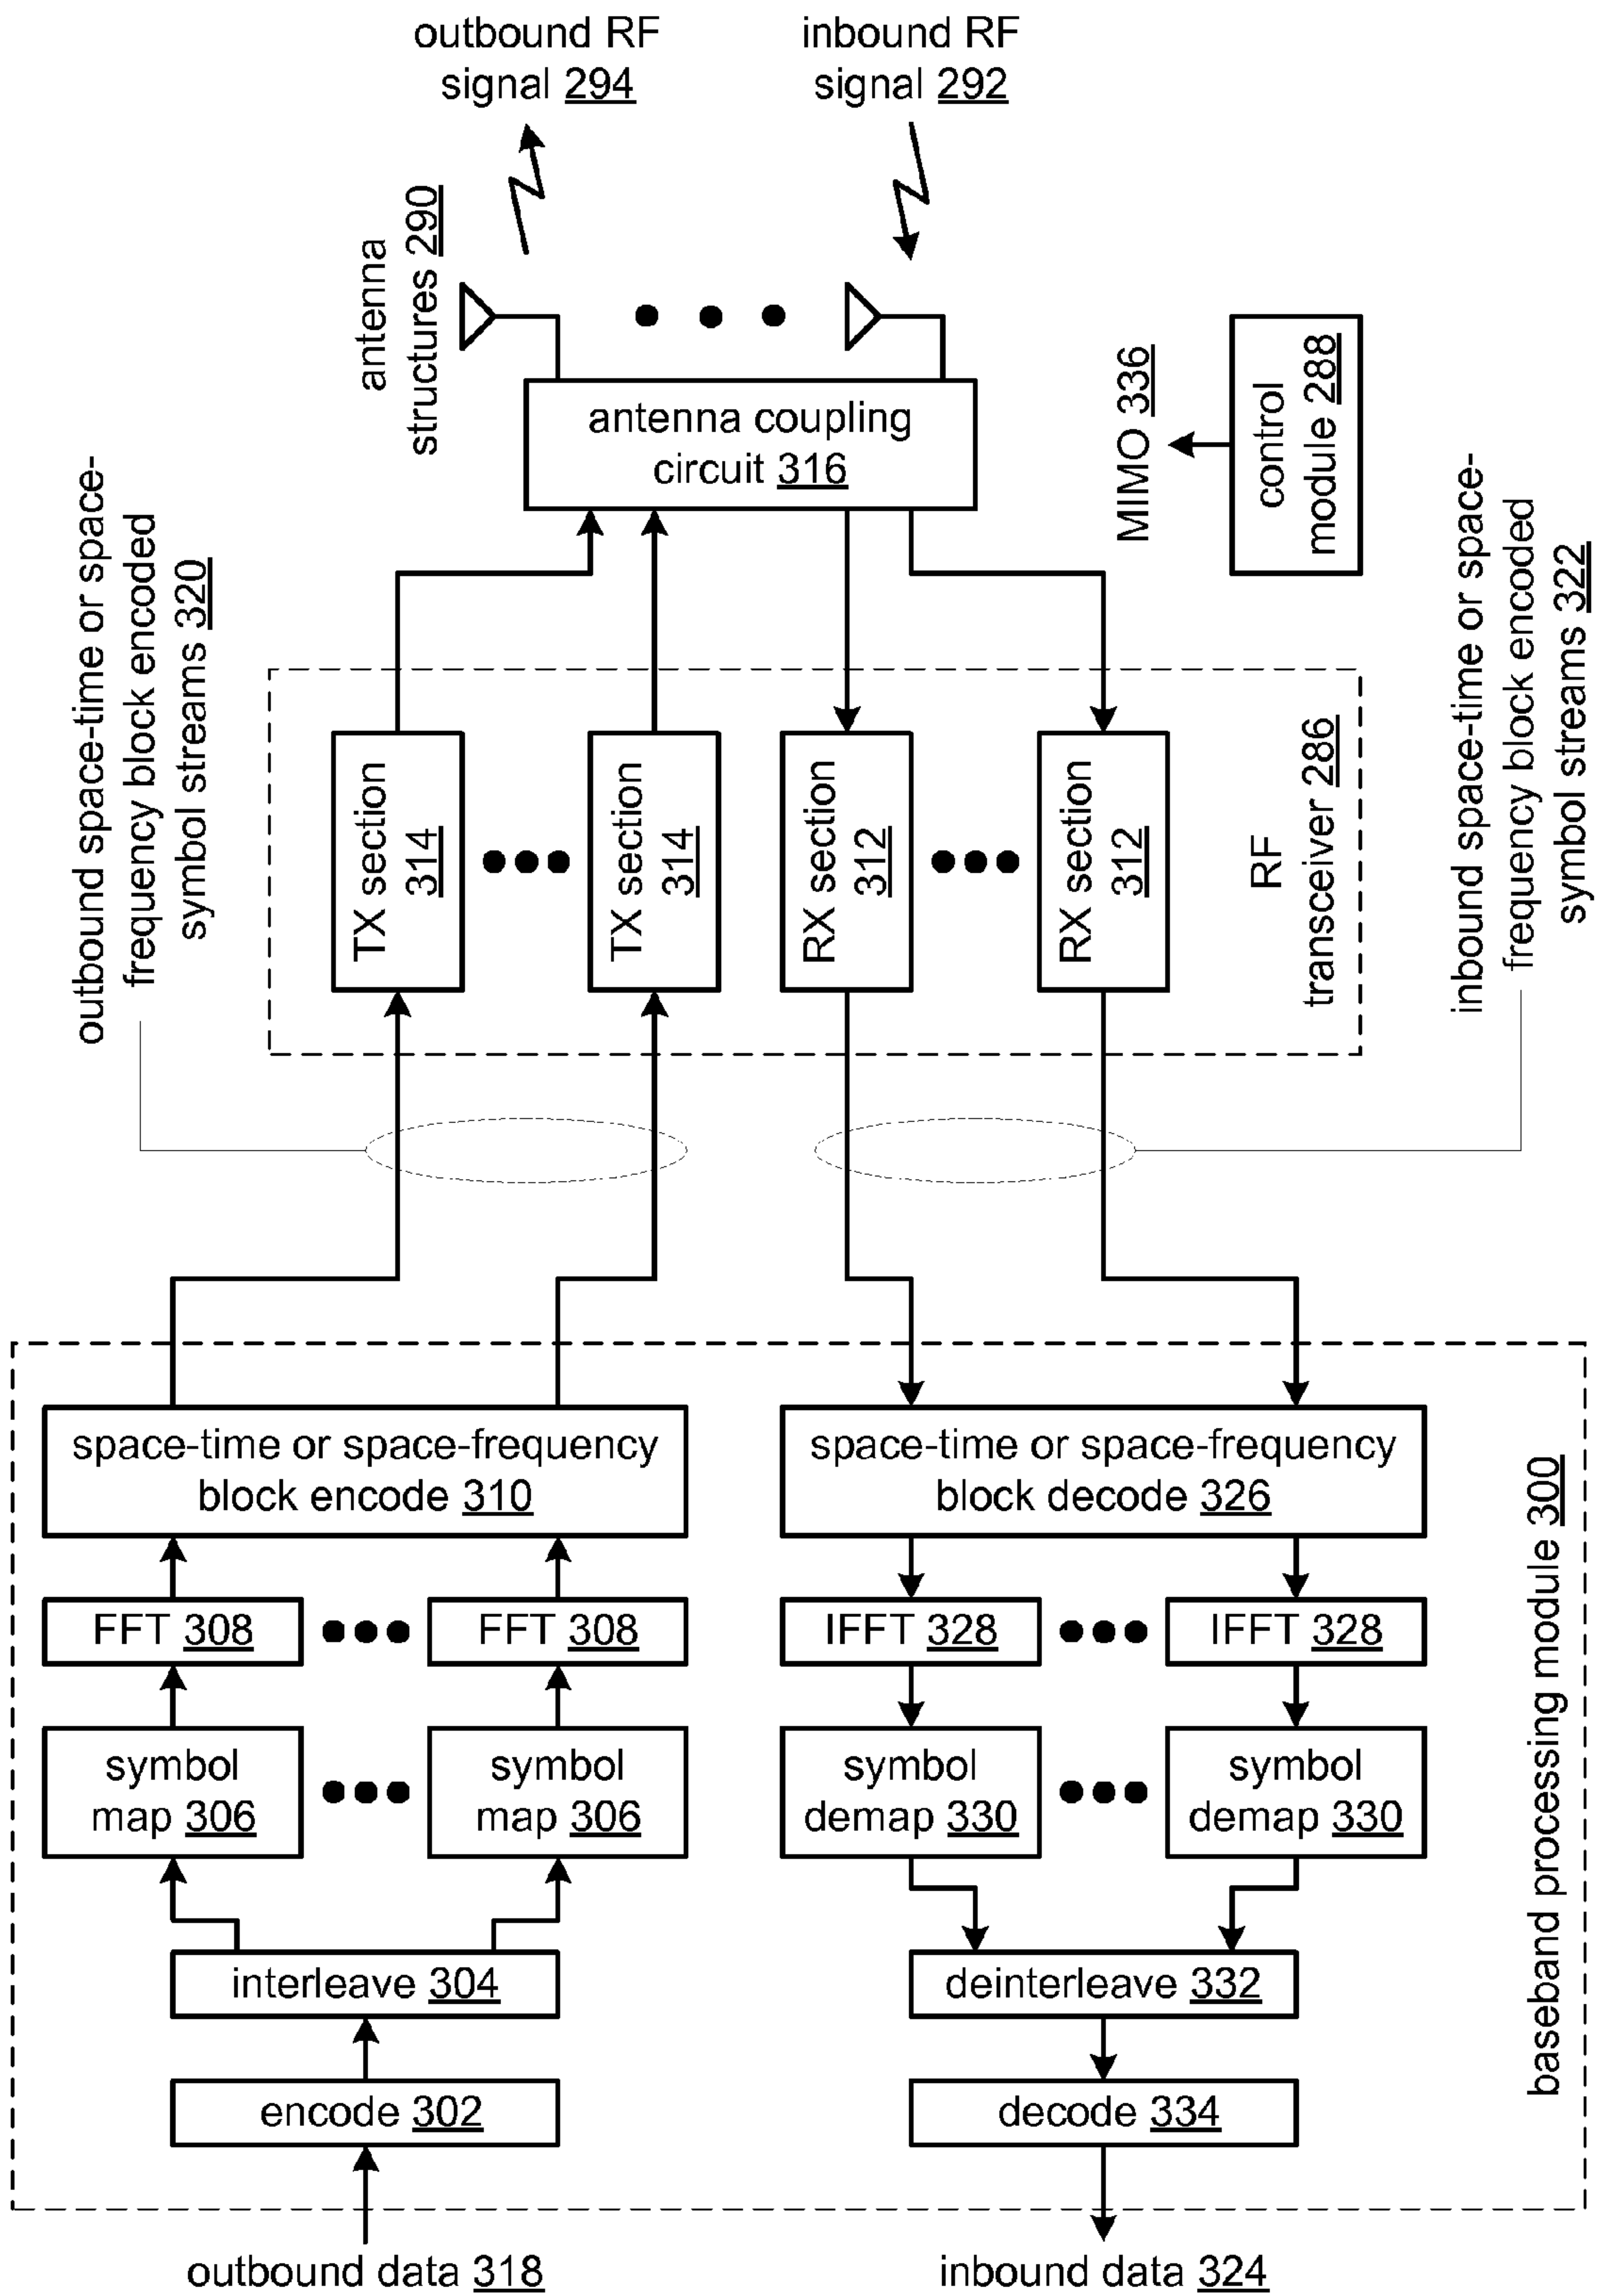 outbound RF
signal 294
inbound RF
signal 292
antenna
structures 290
antenna coupling
circuit 316
MIMO 336
control
module 288
outbound space-time or space-
frequency block encoded
symbol streams 320
inbound space-time or space-
frequency block encoded
symbol streams 322
TX section
314
TX section
314
RX section
312
RX section
312
RF
transceiver 286
space-time or space-frequency
block encode 310
space-time or space-frequency
block decode 326
FFT 308
FFT 308
IFFT 328
IFFT 328
symbol
map 306
symbol
map 306
symbol
demap 330
symbol
demap 330
baseband processing module 300
interleave 304
deinterleave 332
encode 302
decode 334
outbound data 318
inbound data 324